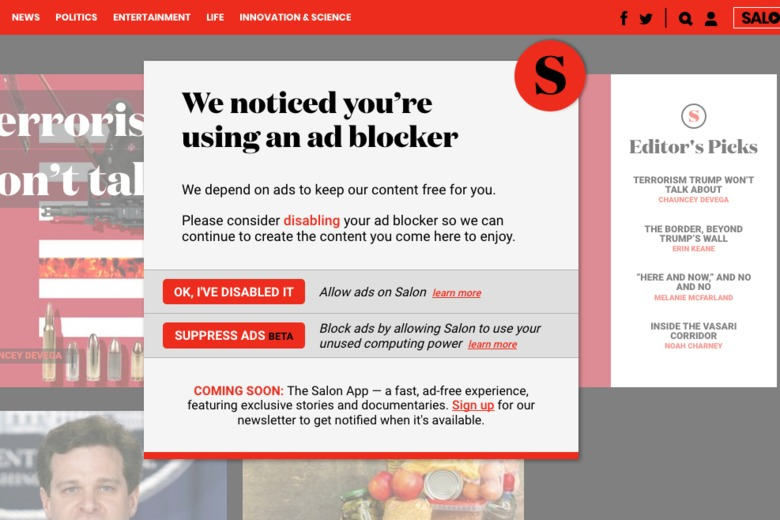 NEWS POLITICS ENTERTAINMENT LIFE INNOVATION & SCIENCE
SALO
erroris
on't tal
NCEY DEVEGA
S
We noticed you're
using an ad blocker
We depend on ads to keep our content free for you.
Please consider disabling your ad blocker so we can
continue to create the content you come here to enjoy.
OK, I'VE DISABLED IT
Allow ads on Salon learn more
SUPPRESS ADS BETA
Block ads by allowing Salon to use your
unused computing power learn more
COMING SOON: The Salon App — a fast, ad-free experience,
featuring exclusive stories and documentaries. Sign up for our
newsletter to get notified when it's available.
S
Editor's Picks
TERRORISM TRUMP WON'T
TALK ABOUT
CHAUNCEY DEVEGA
THE BORDER, BEYOND
TRUMP'S WALL
ERIN KEANE
"HERE AND NOW," AND NO
AND NO
MELANIE MCFARLAND
INSIDE THE VASARI
CORRIDOR
NOAH CHARNEY